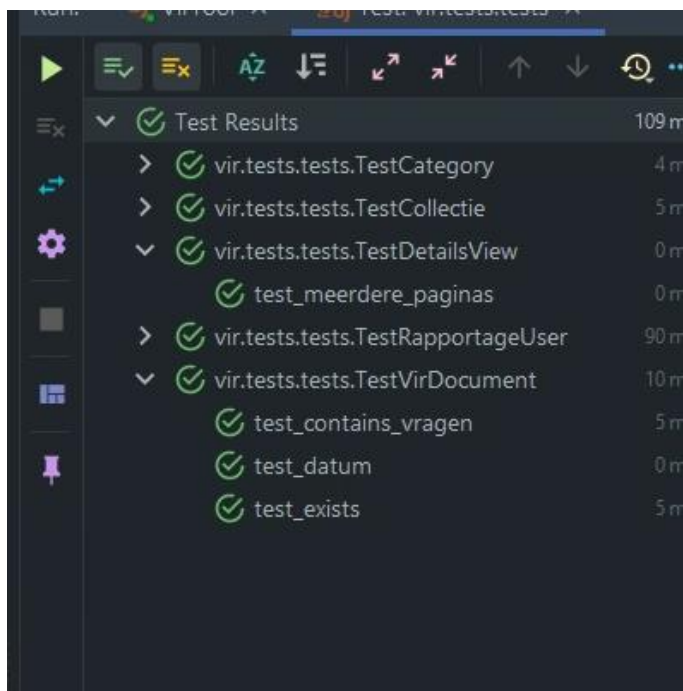 Test Results 109 m
vir.tests.tests.TestCategory 4 m
vir.tests.tests.TestCollectie 5 m
vir.tests.tests.TestDetailsView 0 m
test_meerdere_paginas 0 m
vir.tests.tests.TestRapportageUser 90 m
vir.tests.tests.TestVirDocument 10 m
test_contains_vragen 5 m
test_datum 0 m
test_exists 5 m